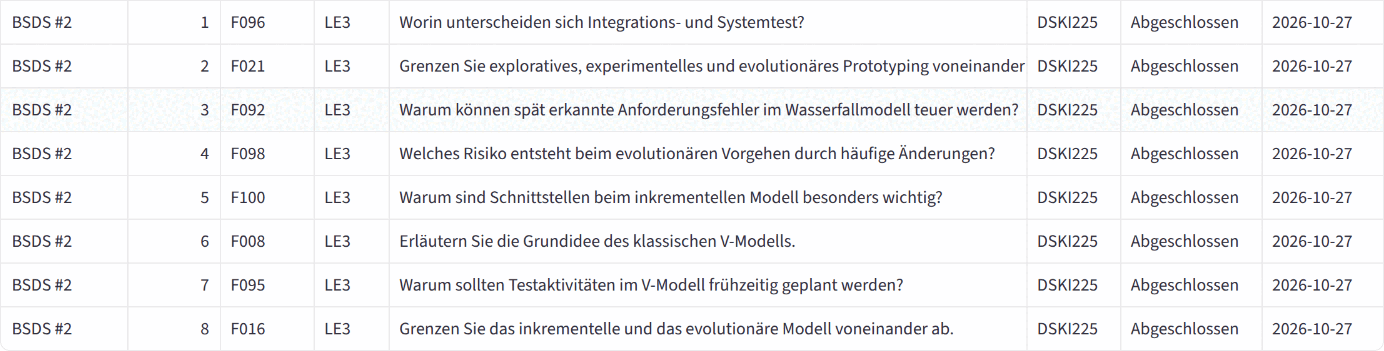 BSDS #2 1 F096 LE3 Worin unterscheiden sich Integrations- und Systemtest? DSKI225 Abgeschlossen 2026-10-27
BSDS #2 2 F021 LE3 Grenzen Sie exploratives, experimentelles und evolutionäres Prototyping voneinander DSKI225 Abgeschlossen 2026-10-27
BSDS #2 3 F092 LE3 Warum können spät erkannte Anforderungsfehler im Wasserfallmodell teuer werden? DSKI225 Abgeschlossen 2026-10-27
BSDS #2 4 F098 LE3 Welches Risiko entsteht beim evolutionären Vorgehen durch häufige Änderungen? DSKI225 Abgeschlossen 2026-10-27
BSDS #2 5 F100 LE3 Warum sind Schnittstellen beim inkrementellen Modell besonders wichtig? DSKI225 Abgeschlossen 2026-10-27
BSDS #2 6 F008 LE3 Erläutern Sie die Grundidee des klassischen V-Modells. DSKI225 Abgeschlossen 2026-10-27
BSDS #2 7 F095 LE3 Warum sollten Testaktivitäten im V-Modell frühzeitig geplant werden? DSKI225 Abgeschlossen 2026-10-27
BSDS #2 8 F016 LE3 Grenzen Sie das inkrementelle und das evolutionäre Modell voneinander ab. DSKI225 Abgeschlossen 2026-10-27